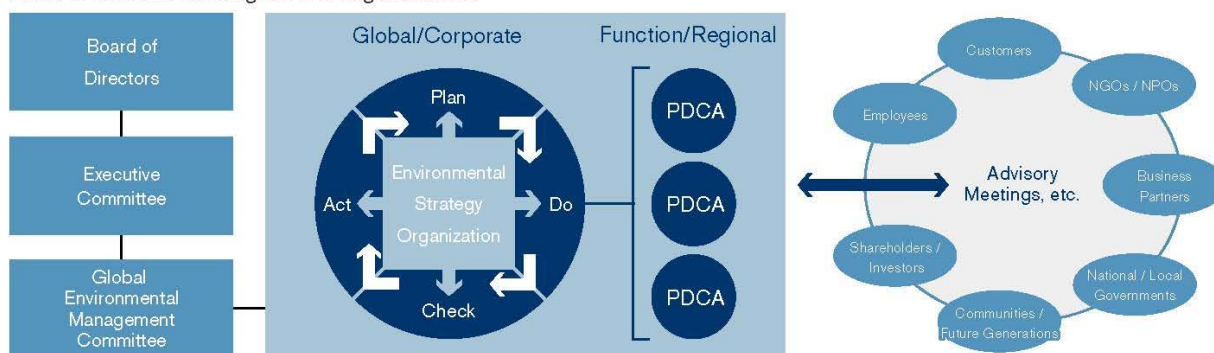 Board of
Directors
Executive
Committee
Global
Environmental
Management
Committee
Global/Corporate
Function/Regional
Plan
Act
Environmental
Strategy
Organization
Do
Check
PDCA
PDCA
PDCA
Customers
NGOs / NPOs
Employees
Advisory
Meetings, etc.
Business
Partners
Shareholders /
Investors
National / Local
Governments
Communities /
Future Generations